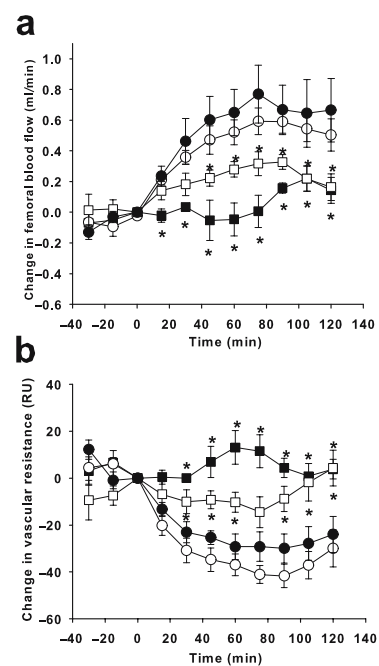 a
Change in femoral blood flow (ml/min)
1.0
0.8
0.6
0.4
0.2
0.0
−0.2
−0.4
−0.6
* * * * * *
* * * * * * * *
−40 −20 0 20 40 60 80 100 120 140
Time (min)
b
Change in vascular resistance (RU)
40
20
0
−20
−40
−60
* * * * * * *
* * * * * *
−40 −20 0 20 40 60 80 100 120 140
Time (min)